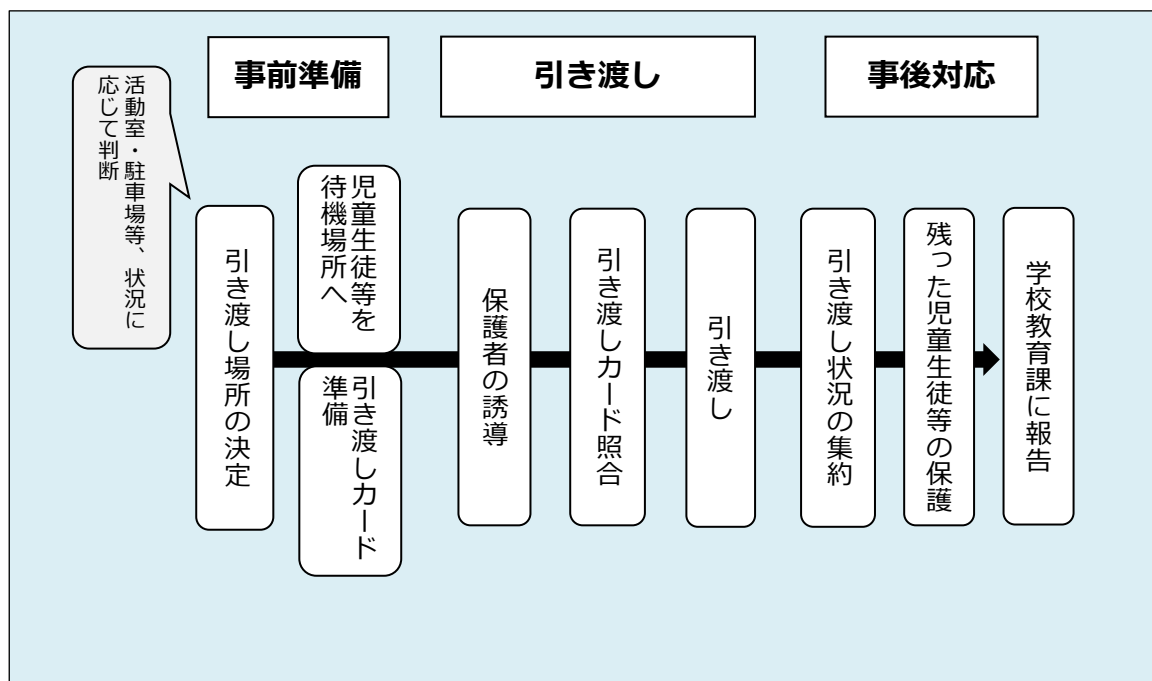 事前準備
引き渡し
事後対応
活動室・駐車場等、状況に
応じて判断
引き渡し場所の決定
児童生徒等を
待機場所へ
引き渡しカード
準備
保護者の誘導
引き渡しカード照合
引き渡し
引き渡し状況の集約
残った児童生徒等の保護
学校教育課に報告